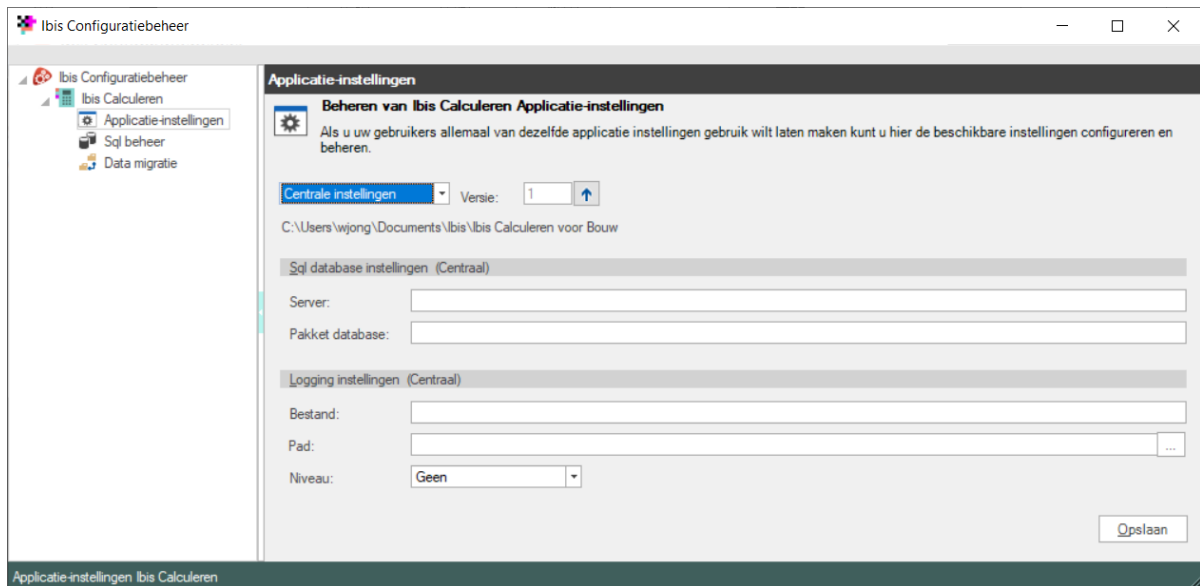 Ibis Configuratiebeheer
Ibis Configuratiebeheer
Ibis Calculeren
Applicatie-instellingen
Sql beheer
Data migratie
Applicatie-instellingen
Beheren van Ibis Calculeren Applicatie-instellingen
Als u uw gebruikers allemaal van dezelfde applicatie instellingen gebruik wilt laten maken kunt u hier de beschikbare instellingen configureren en
beheren.
Centrale instellingen Versie: 1
C:\Users\wjong\Documents\Ibis\Ibis Calculeren voor Bouw
Sql database instellingen (Centraal)
Server:
Pakket database:
Logging instellingen (Centraal)
Bestand:
Pad: ...
Niveau: Geen
Opslaan
Applicatie-instellingen Ibis Calculeren